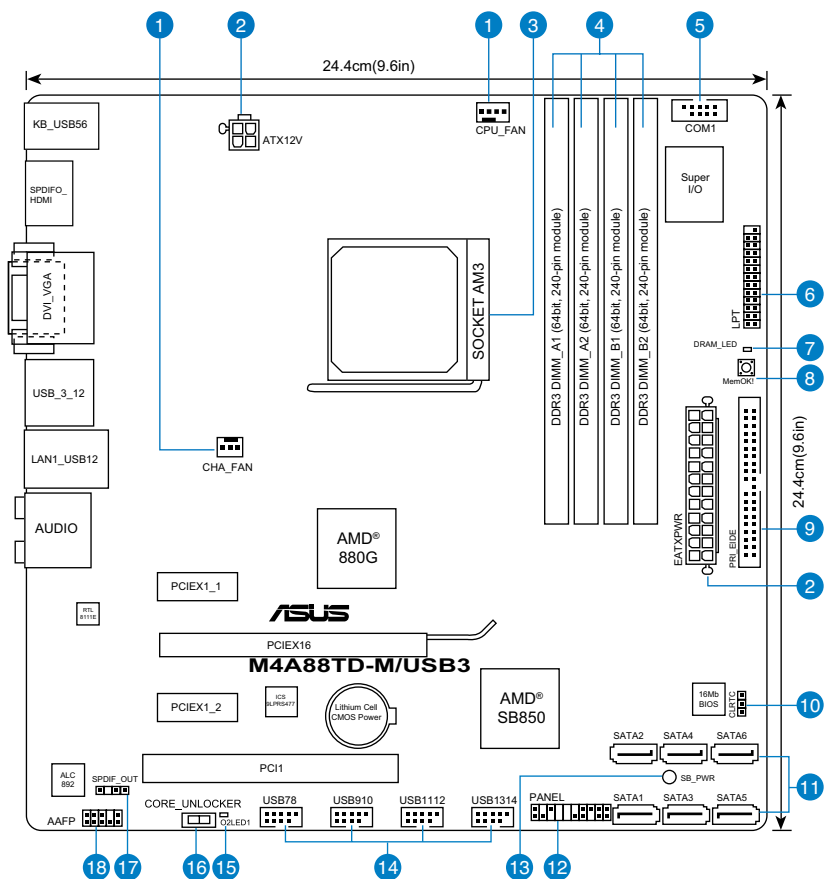 1
2
1
3
4
5
24.4cm(9.6in)
KB_USB56
ATX12V
CPU_FAN
COM1
SPDIFO_
HDMI
Super
I/O
DVI_VGA
SOCKET AM3
DDR3 DIMM_A1 (64bit, 240-pin module)
DDR3 DIMM_A2 (64bit, 240-pin module)
DDR3 DIMM_B1 (64bit, 240-pin module)
DDR3 DIMM_B2 (64bit, 240-pin module)
LPT
6
DRAM_LED
7
MemOK!
8
USB_3_12
1
CHA_FAN
LAN1_USB12
24.4cm(9.6in)
AUDIO
AMD®
880G
EATXPWR
PRI_EIDE
9
2
PCIEX1_1
RTL
8111E
ASUS
PCIEX16
M4A88TD-M/USB3
PCIEX1_2
ICS
9LPRS477
Lithium Cell
CMOS Power
AMD®
SB850
16Mb
BIOS
CLRTC
10
SATA2
SATA4
SATA6
PCI1
ALC
892
SPDIF_OUT
SB_PWR
11
AAFP
CORE_UNLOCKER
O2LED1
USB78
USB910
USB1112
USB1314
PANEL
SATA1
SATA3
SATA5
18
17
16
15
14
13
12